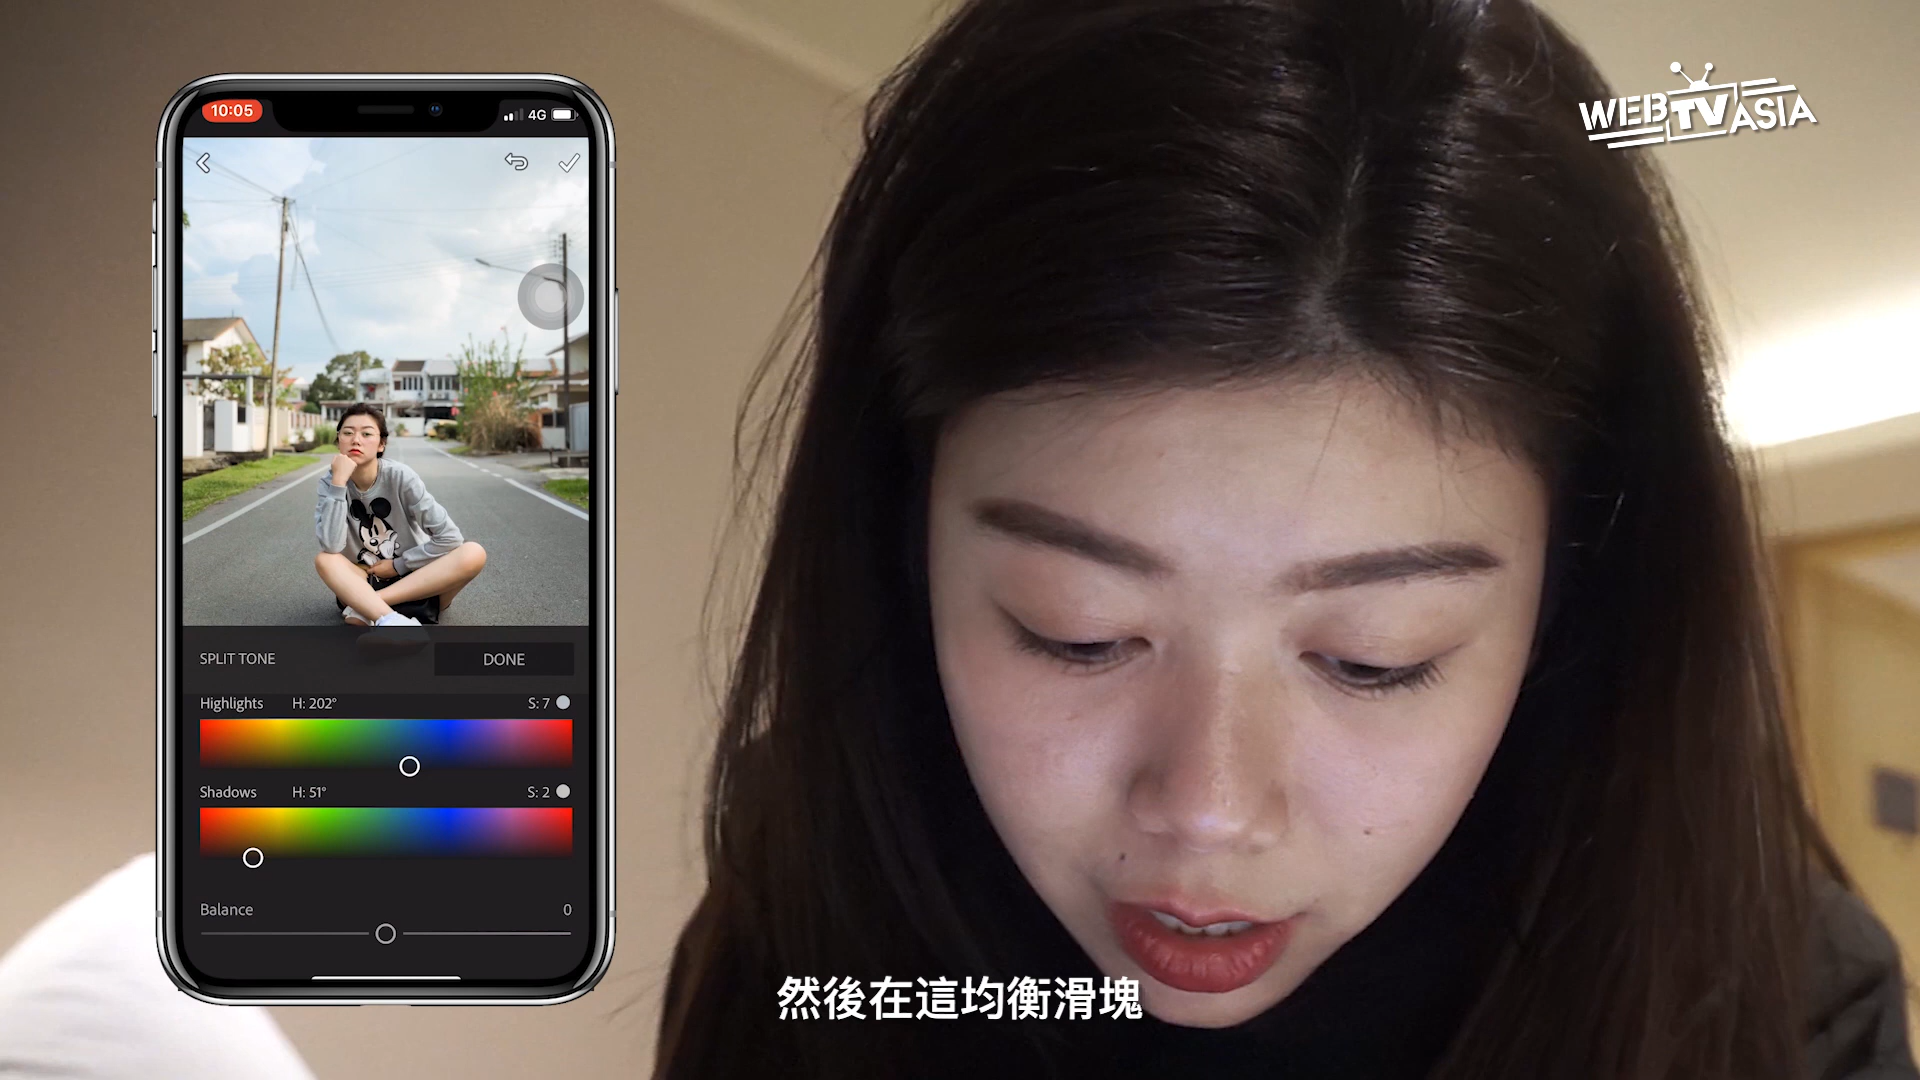 10:05
4G
SPLIT TONE
DONE
Highlights H: 202° S: 7
Shadows H: 51° S: 2
Balance 0
WEBTVASIA
然後在這均衡滑塊